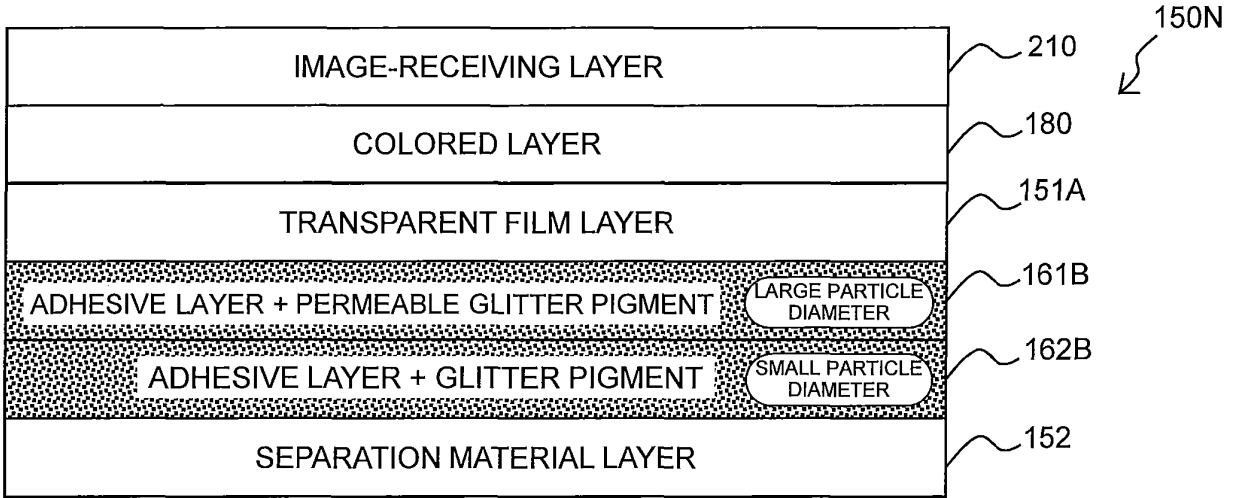 150N
IMAGE-RECEIVING LAYER
210
COLORED LAYER
180
TRANSPARENT FILM LAYER
151A
ADHESIVE LAYER + PERMEABLE GLITTER PIGMENT
LARGE PARTICLE
DIAMETER
161B
ADHESIVE LAYER + GLITTER PIGMENT
SMALL PARTICLE
DIAMETER
162B
SEPARATION MATERIAL LAYER
152